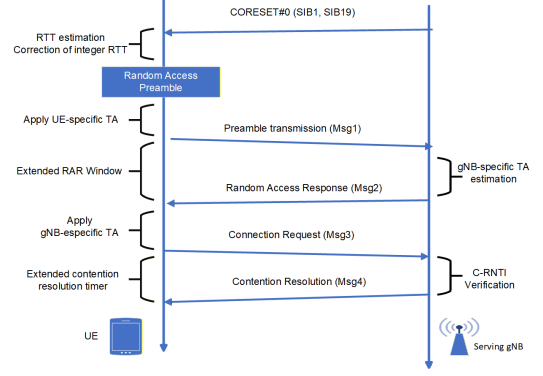 CORESET#0 (SIB1, SIB19)
RTT estimation
Correction of integer RTT
Random Access
Preamble
Apply UE-specific TA
Preamble transmission (Msg1)
Extended RAR Window
gNB-specific TA
estimation
Random Access Response (Msg2)
Apply
gNB-especific TA
Connection Request (Msg3)
Extended contention
resolution timer
C-RNTI
Verification
Contention Resolution (Msg4)
UE
Serving gNB